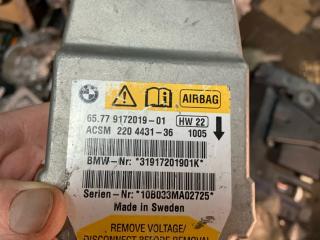 AIRBAG
65.77 9172019-01 HW 22
ACSM 220 4431-36 1005
BMW-Nr: *31917201901K*
Serien-Nr: *10B033MA02725*
Made in Sweden
REMOVE VOLTAGE/
DISCONNECT BEFORE REMOVAL